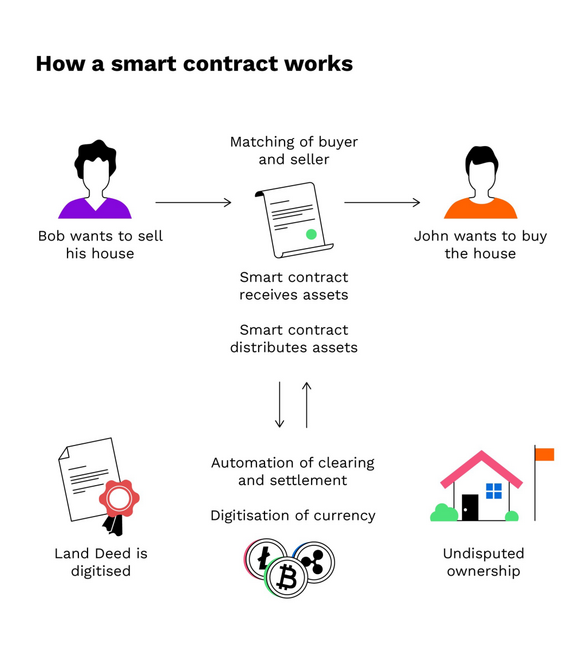 How a smart contract works
Matching of buyer
and seller
Bob wants to sell
his house
John wants to buy
the house
Smart contract
receives assets
Smart contract
distributes assets
Automation of clearing
and settlement
Digitisation of currency
Land Deed is
digitised
Undisputed
ownership